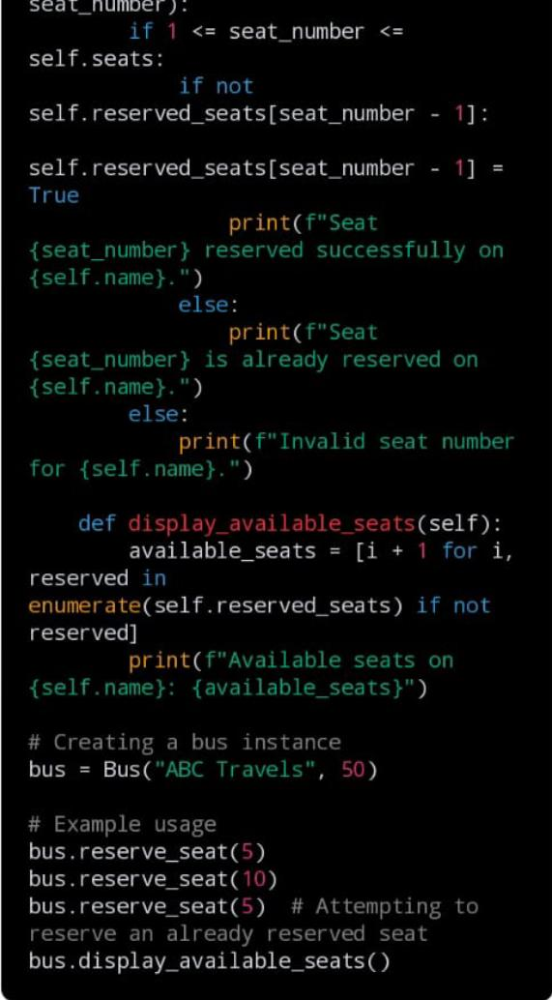 seat_number):
        if 1 <= seat_number <=
self.seats:
            if not
self.reserved_seats[seat_number - 1]:

self.reserved_seats[seat_number - 1] =
True
                print(f"Seat
{seat_number} reserved successfully on
{self.name}.")
            else:
                print(f"Seat
{seat_number} is already reserved on
{self.name}.")
        else:
            print(f"Invalid seat number
for {self.name}.")

    def display_available_seats(self):
        available_seats = [i + 1 for i,
reserved in
enumerate(self.reserved_seats) if not
reserved]
        print(f"Available seats on
{self.name}: {available_seats}")

# Creating a bus instance
bus = Bus("ABC Travels", 50)

# Example usage
bus.reserve_seat(5)
bus.reserve_seat(10)
bus.reserve_seat(5)  # Attempting to
reserve an already reserved seat
bus.display_available_seats()